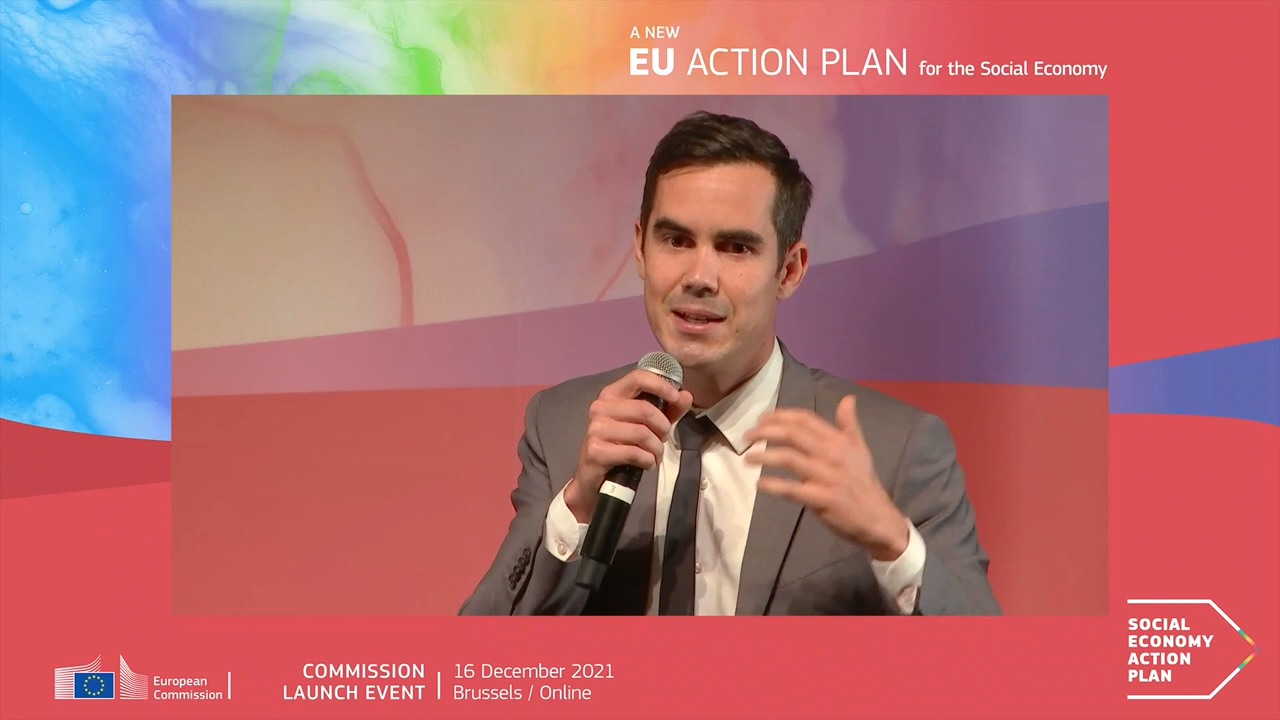 A NEW
EU ACTION PLAN for the Social Economy
SOCIAL
ECONOMY
ACTION
PLAN
European
Commission
COMMISSION
LAUNCH EVENT
16 December 2021
Brussels / Online